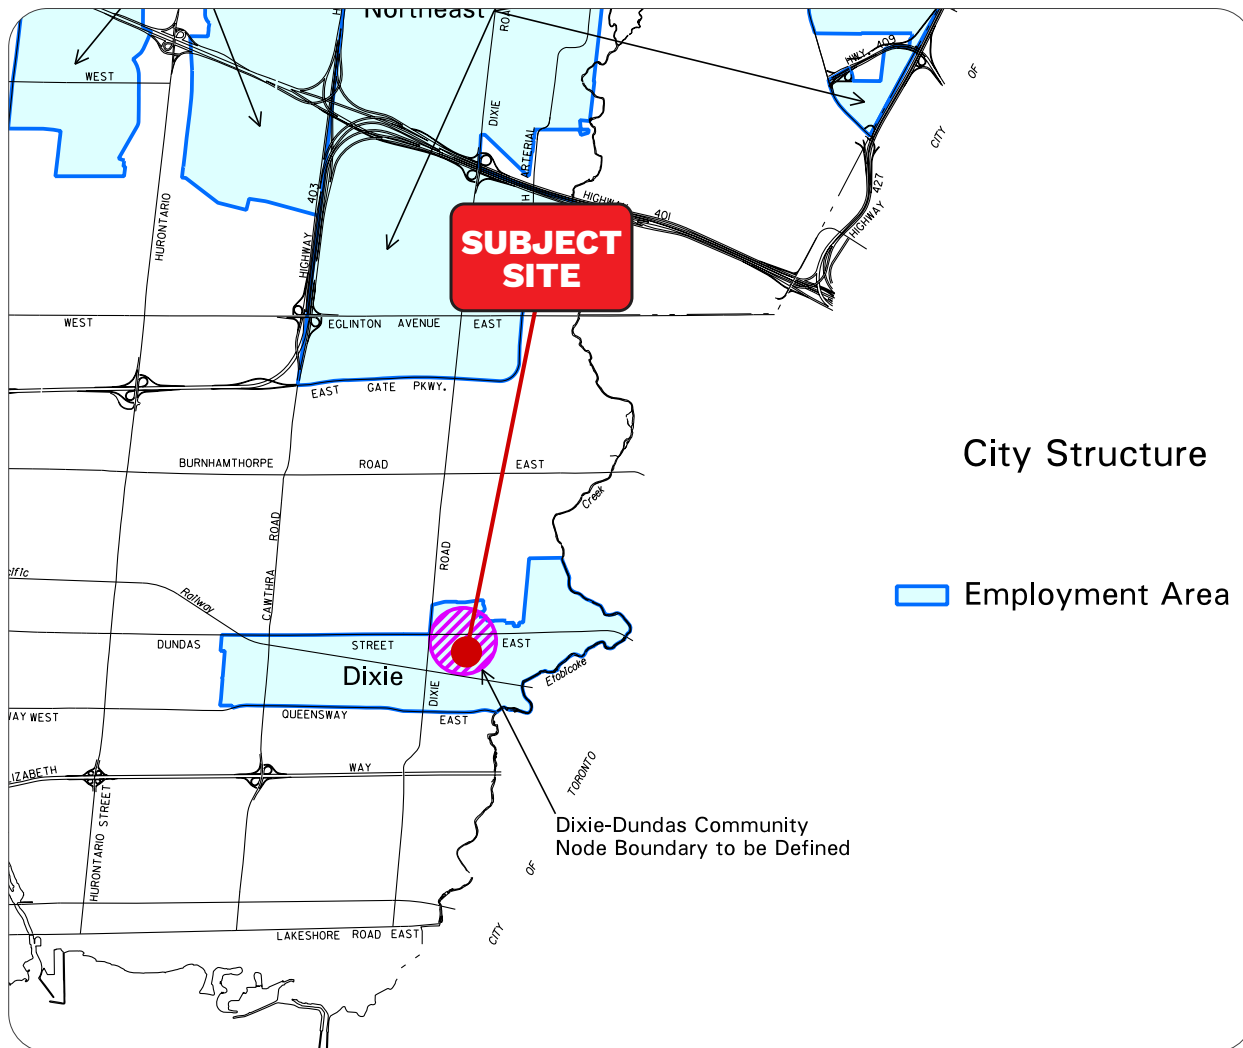 Northeast
WEST
HWY. 409
OF
CITY
DIXIE
ROAD
ARTERIAL
H
HURONTARIO
403
HIGHWAY
HIGHWAY
401
427
HIGHWAY
SUBJECT
SITE
WEST
EGLINTON AVENUE EAST
EAST GATE PKWY.
BURNHAMTHORPE ROAD EAST
City Structure
Creek
ROAD
CAWTHRA
ROAD
cific
Railway
Employment Area
DUNDAS STREET EAST
Dixie
DIXIE
Etobicoke
AY WEST
QUEENSWAY EAST
IZABETH WAY
TORONTO
HURONTARIO STREET
Dixie-Dundas Community
Node Boundary to be Defined
OF
CITY
LAKESHORE ROAD EAST